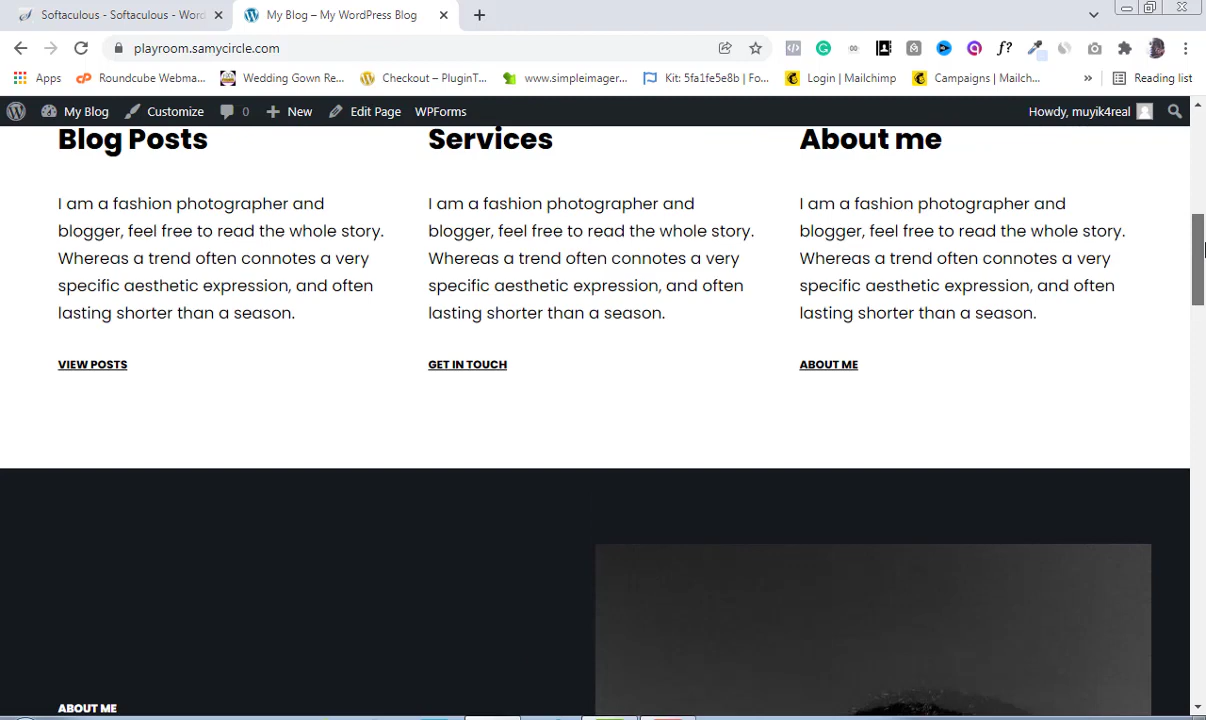 Softaculous - Softaculous - Word
My Blog – My WordPress Blog
playroom.samycircle.com
Apps
Roundcube Webma...
Wedding Gown Re...
Checkout – PluginT...
www.simpleimager...
Kit: 5fa1fe5e8b | Fo...
Login | Mailchimp
Campaigns | Mailch...
»
Reading list
My Blog
Customize
0
New
Edit Page
WPForms
Howdy, muyik4real
Blog Posts
I am a fashion photographer and
blogger, feel free to read the whole story.
Whereas a trend often connotes a very
specific aesthetic expression, and often
lasting shorter than a season.
VIEW POSTS
Services
I am a fashion photographer and
blogger, feel free to read the whole story.
Whereas a trend often connotes a very
specific aesthetic expression, and often
lasting shorter than a season.
GET IN TOUCH
About me
I am a fashion photographer and
blogger, feel free to read the whole story.
Whereas a trend often connotes a very
specific aesthetic expression, and often
lasting shorter than a season.
ABOUT ME
ABOUT ME